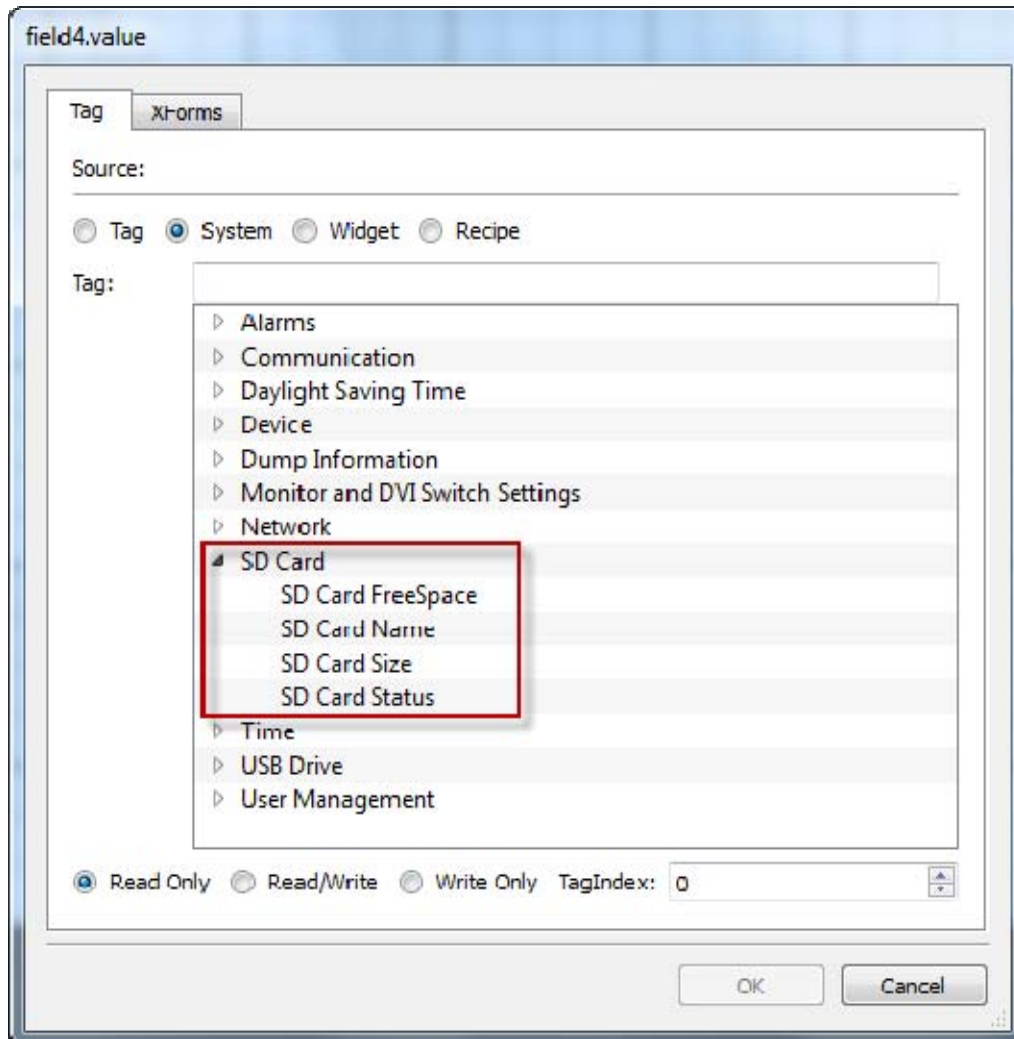 field4.value
Tag XForms
Source:
Tag System Widget Recipe
Tag:
Alarms
Communication
Daylight Saving Time
Device
Dump Information
Monitor and DVI Switch Settings
Network
SD Card
SD Card FreeSpace
SD Card Name
SD Card Size
SD Card Status
Time
USB Drive
User Management
Read Only Read/Write Write Only TagIndex: 0
OK Cancel